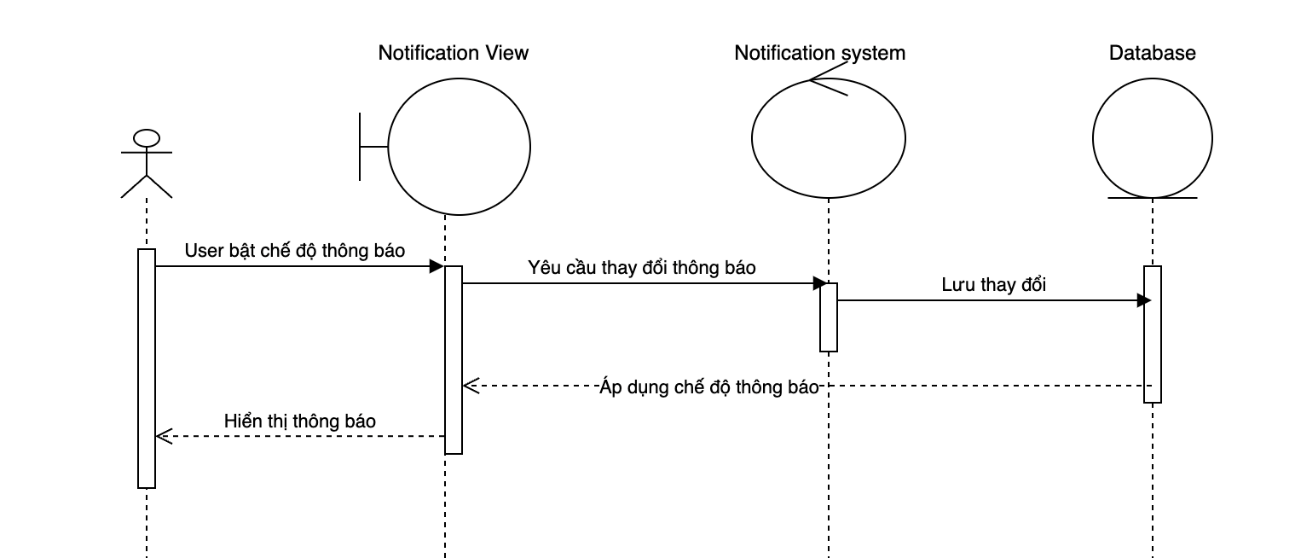 Notification View
Notification system
Database
User bật chế độ thông báo
Yêu cầu thay đổi thông báo
Lưu thay đổi
Áp dụng chế độ thông báo
Hiển thị thông báo